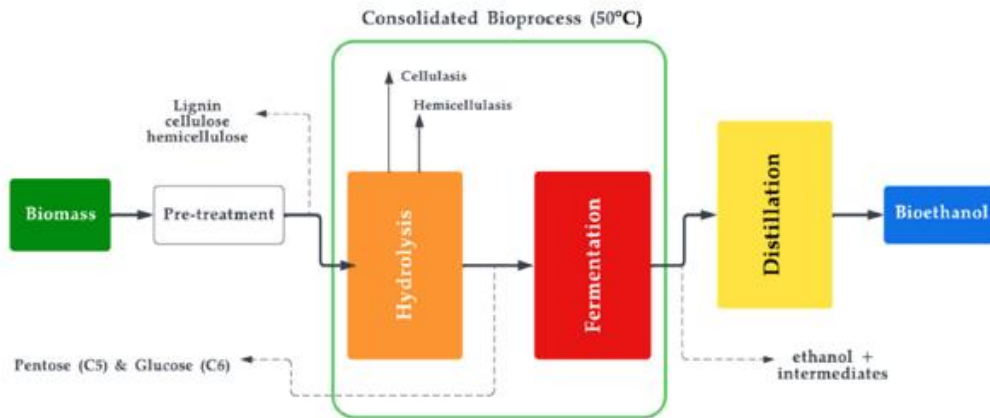 Consolidated Bioprocess (50°C)
Cellulasis
Hemicellulasis
Lignin
cellulose
hemicellulose
Biomass
Pre-treatment
Hydrolysis
Fermentation
Distillation
Bioethanol
Pentose (C5) & Glucose (C6)
ethanol +
intermediates